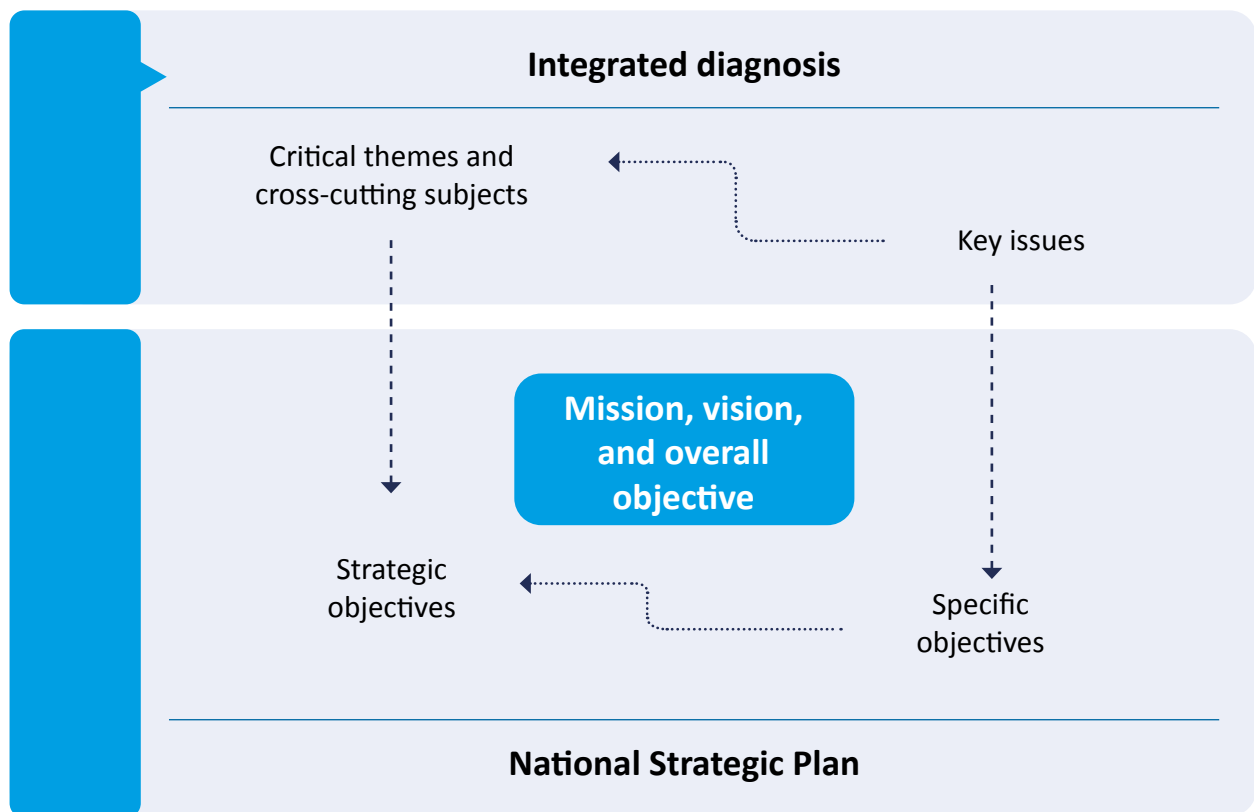 Integrated diagnosis
Critical themes and
cross-cutting subjects
Key issues
Mission, vision,
and overall
objective
Strategic
objectives
Specific
objectives
National Strategic Plan